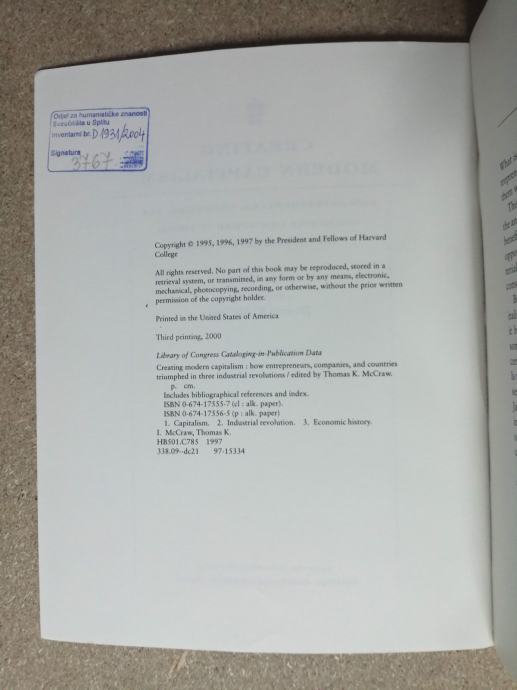 Odjel za humanističke znanosti
Sveučilišta u Splitu
Inventarni br. D 1931/2004
Signatura
3767
Copyright © 1995, 1996, 1997 by the President and Fellows of Harvard
College
All rights reserved. No part of this book may be reproduced, stored in a
retrieval system, or transmitted, in any form or by any means, electronic,
mechanical, photocopying, recording, or otherwise, without the prior written
permission of the copyright holder.
Printed in the United States of America
Third printing, 2000
Library of Congress Cataloging-in-Publication Data
Creating modern capitalism : how entrepreneurs, companies, and countries
triumphed in three industrial revolutions / edited by Thomas K. McCraw.
p. cm.
Includes bibliographical references and index.
ISBN 0-674-17555-7 (cl : alk. paper).
ISBN 0-674-17556-5 (p : alk. paper)
1. Capitalism. 2. Industrial revolution. 3. Economic history.
I. McCraw, Thomas K.
HB501.C785 1997
338.09--dc21 97-15334
CREATING
MODERN CAPITALISM